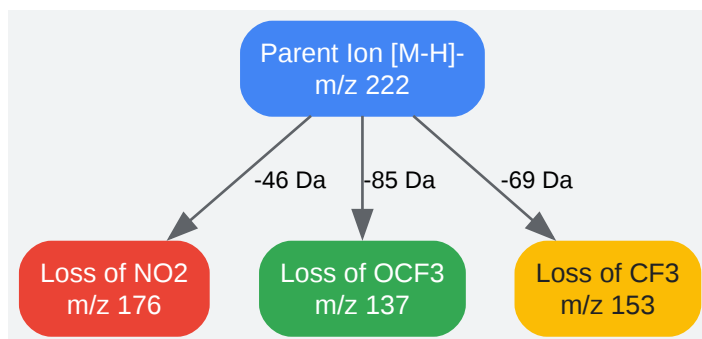 Parent Ion [M-H]-
m/z 222
-46 Da
-85 Da
-69 Da
Loss of NO2
m/z 176
Loss of OCF3
m/z 137
Loss of CF3
m/z 153